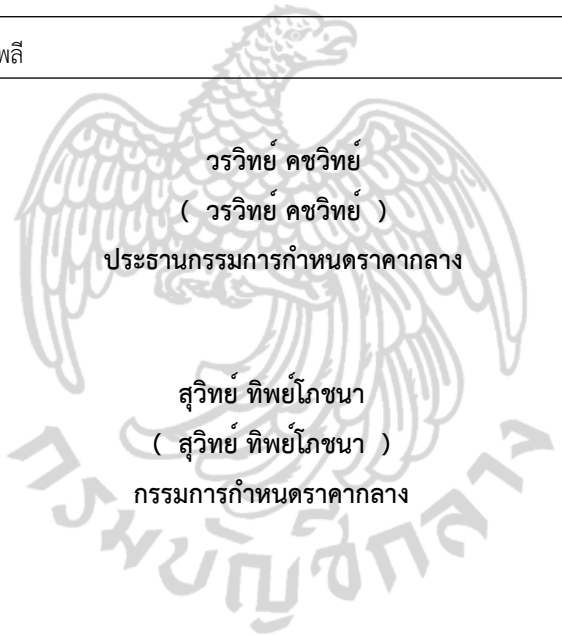 พลี
วรวิทย์ คชวิทย์
( วรวิทย์ คชวิทย์ )
ประธานกรรมการกำหนดราคากลาง
สุวิทย์ ทิพย์โภชนา
( สุวิทย์ ทิพย์โภชนา )
กรรมการกำหนดราคากลาง
กรมบัญชีกลาง